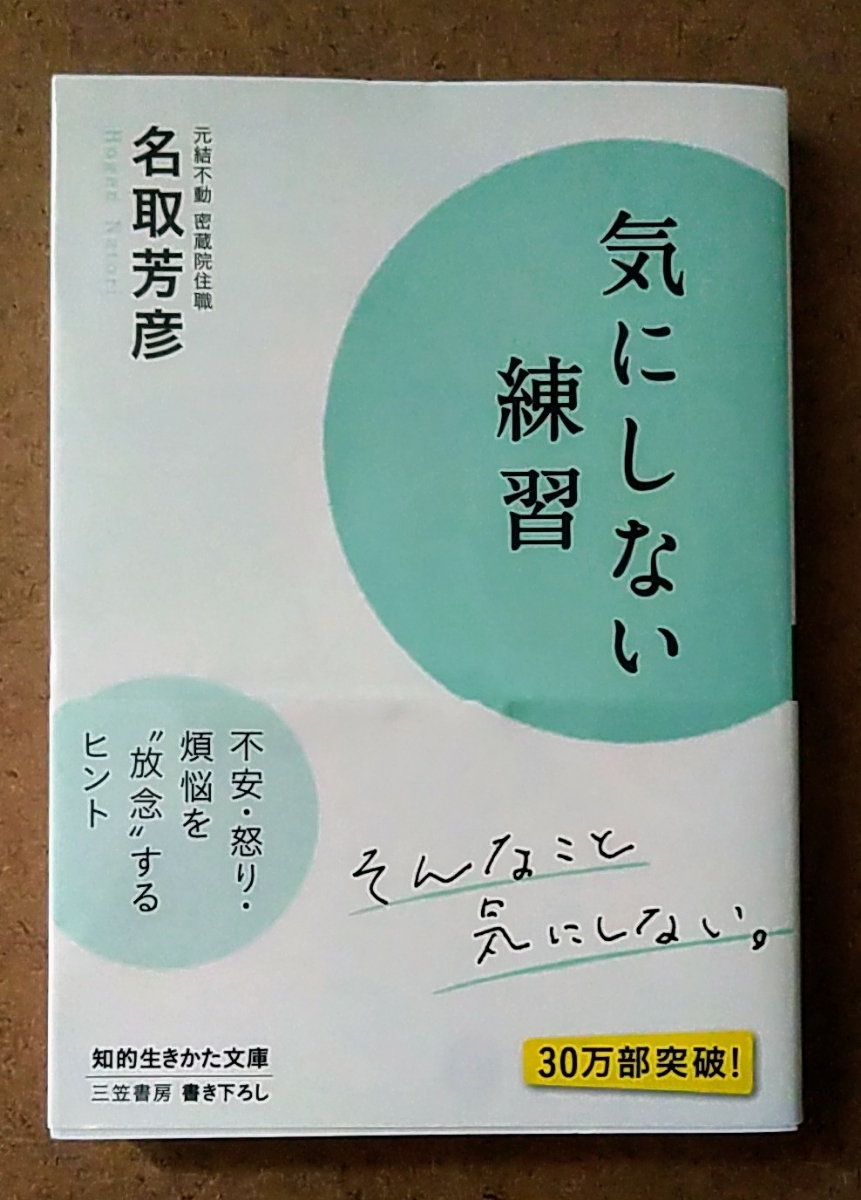 気にしない
練習
元結不動 密蔵院住職
名取芳彦
Hogen Natori
不安・怒り・
煩悩を
〝放念〟する
ヒント
そんなこと
気にしない。
30万部突破!
知的生きかた文庫
三笠書房 書き下ろし